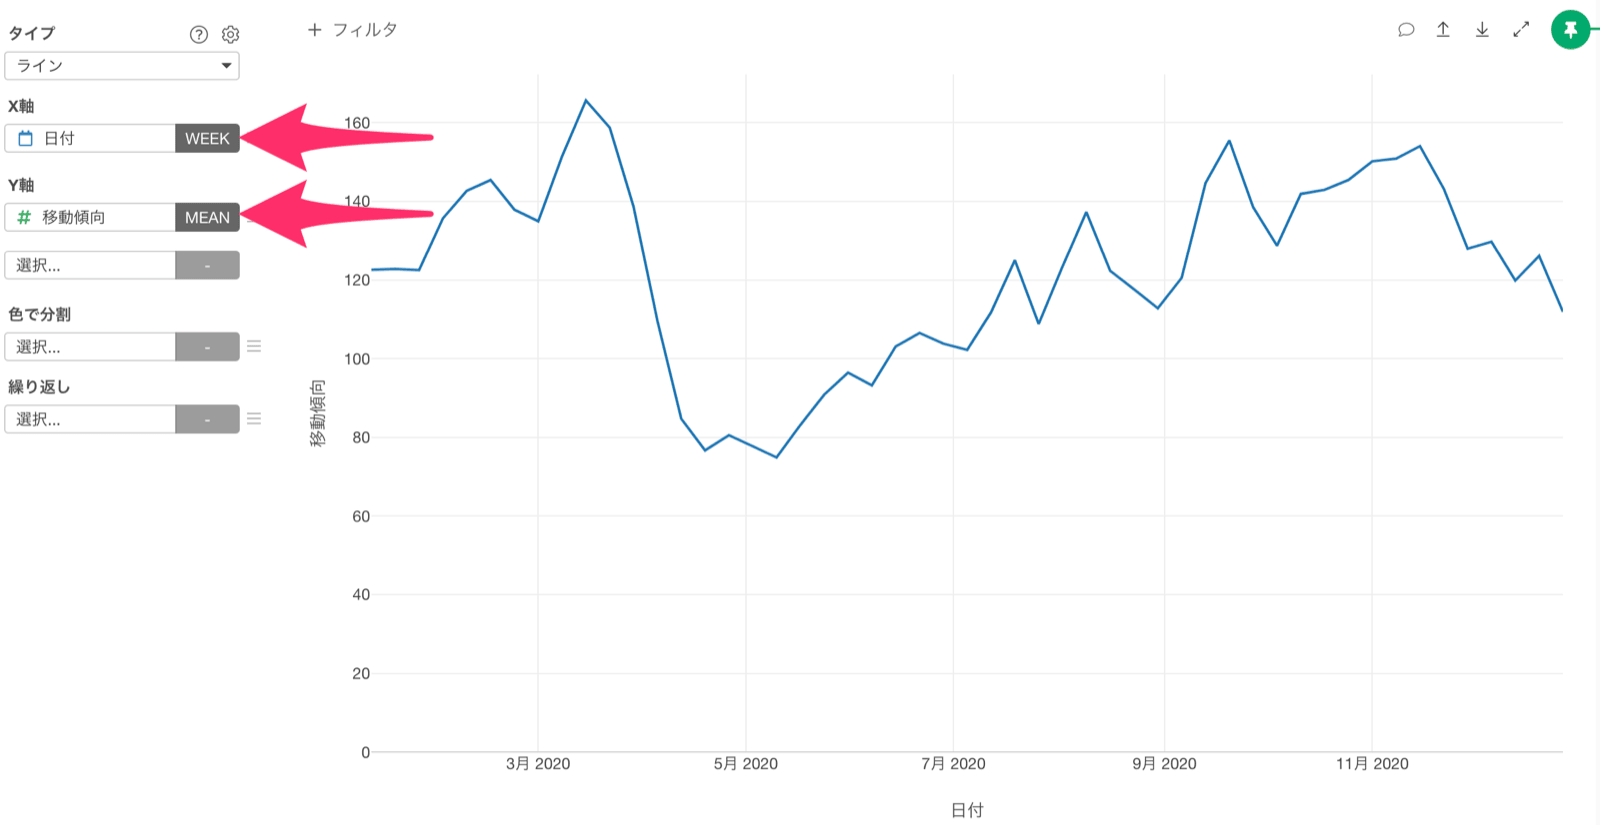 タイプ
ライン
X軸
日付 WEEK
Y軸
移動傾向 MEAN
選択... -
色で分割
選択... -
繰り返し
選択... -
+ フィルタ
160
140
120
100
80
60
40
20
0
移動傾向
3月 2020
5月 2020
7月 2020
9月 2020
11月 2020
日付